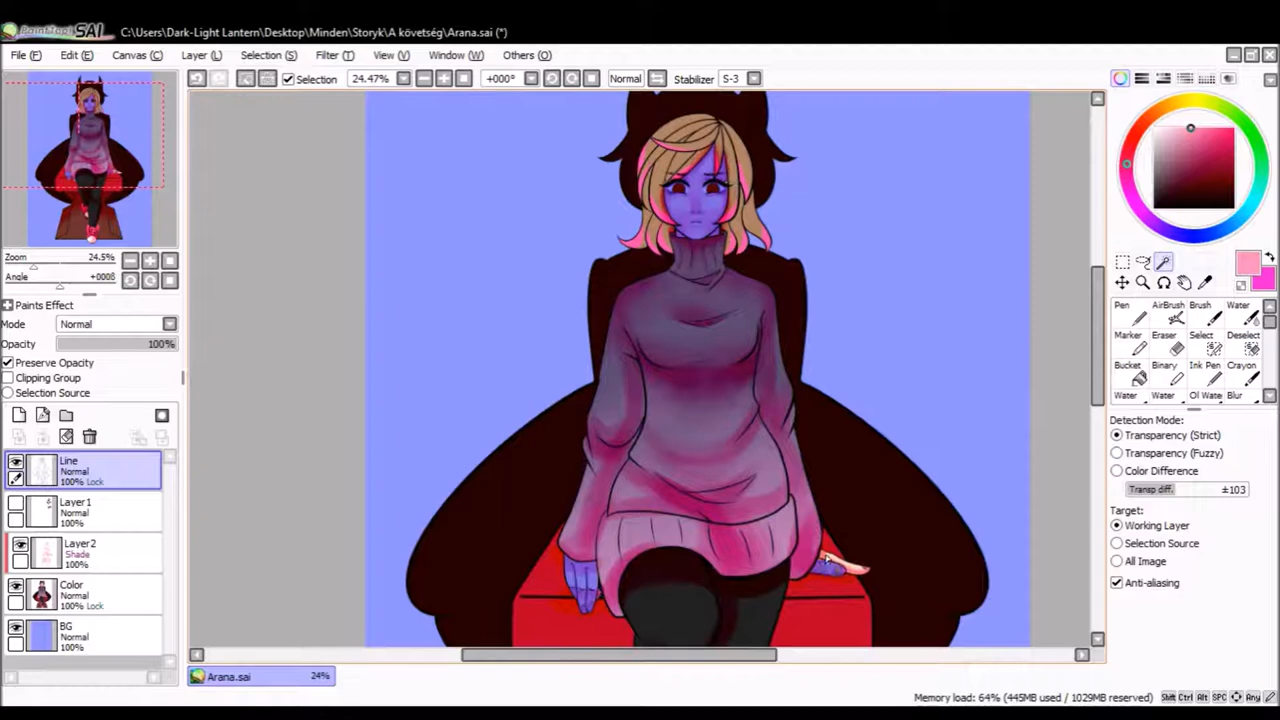 PaintTool SAI C:\Users\Dark-Light Lantern\Desktop\Minden\Storyk\A követség\Arana.sai (*)
File (F) Edit (E) Canvas (C) Layer (L) Selection (S) Filter (T) View (V) Window (W) Others (O)
Selection 24.47% +000° Normal Stabilizer S-3
Zoom 24.5%
Angle +000°
Paints Effect
Mode Normal
Opacity 100%
Preserve Opacity
Clipping Group
Selection Source
Line
Normal
100% Lock
Layer1
Normal
100%
Layer2
Shade
100%
Color
Normal
100% Lock
BG
Normal
100%
Pen AirBrush Brush Water
Marker Eraser Select Deselect
Bucket Binary Ink Pen Crayon
Water Water Ol Wate Blur
Detection Mode:
Transparency (Strict)
Transparency (Fuzzy)
Color Difference
Transp.diff. ±103
Target:
Working Layer
Selection Source
All Image
Anti-aliasing
Arana.sai 24%
Memory load: 64% (445MB used / 1029MB reserved) Shift Ctrl Alt SPC Any